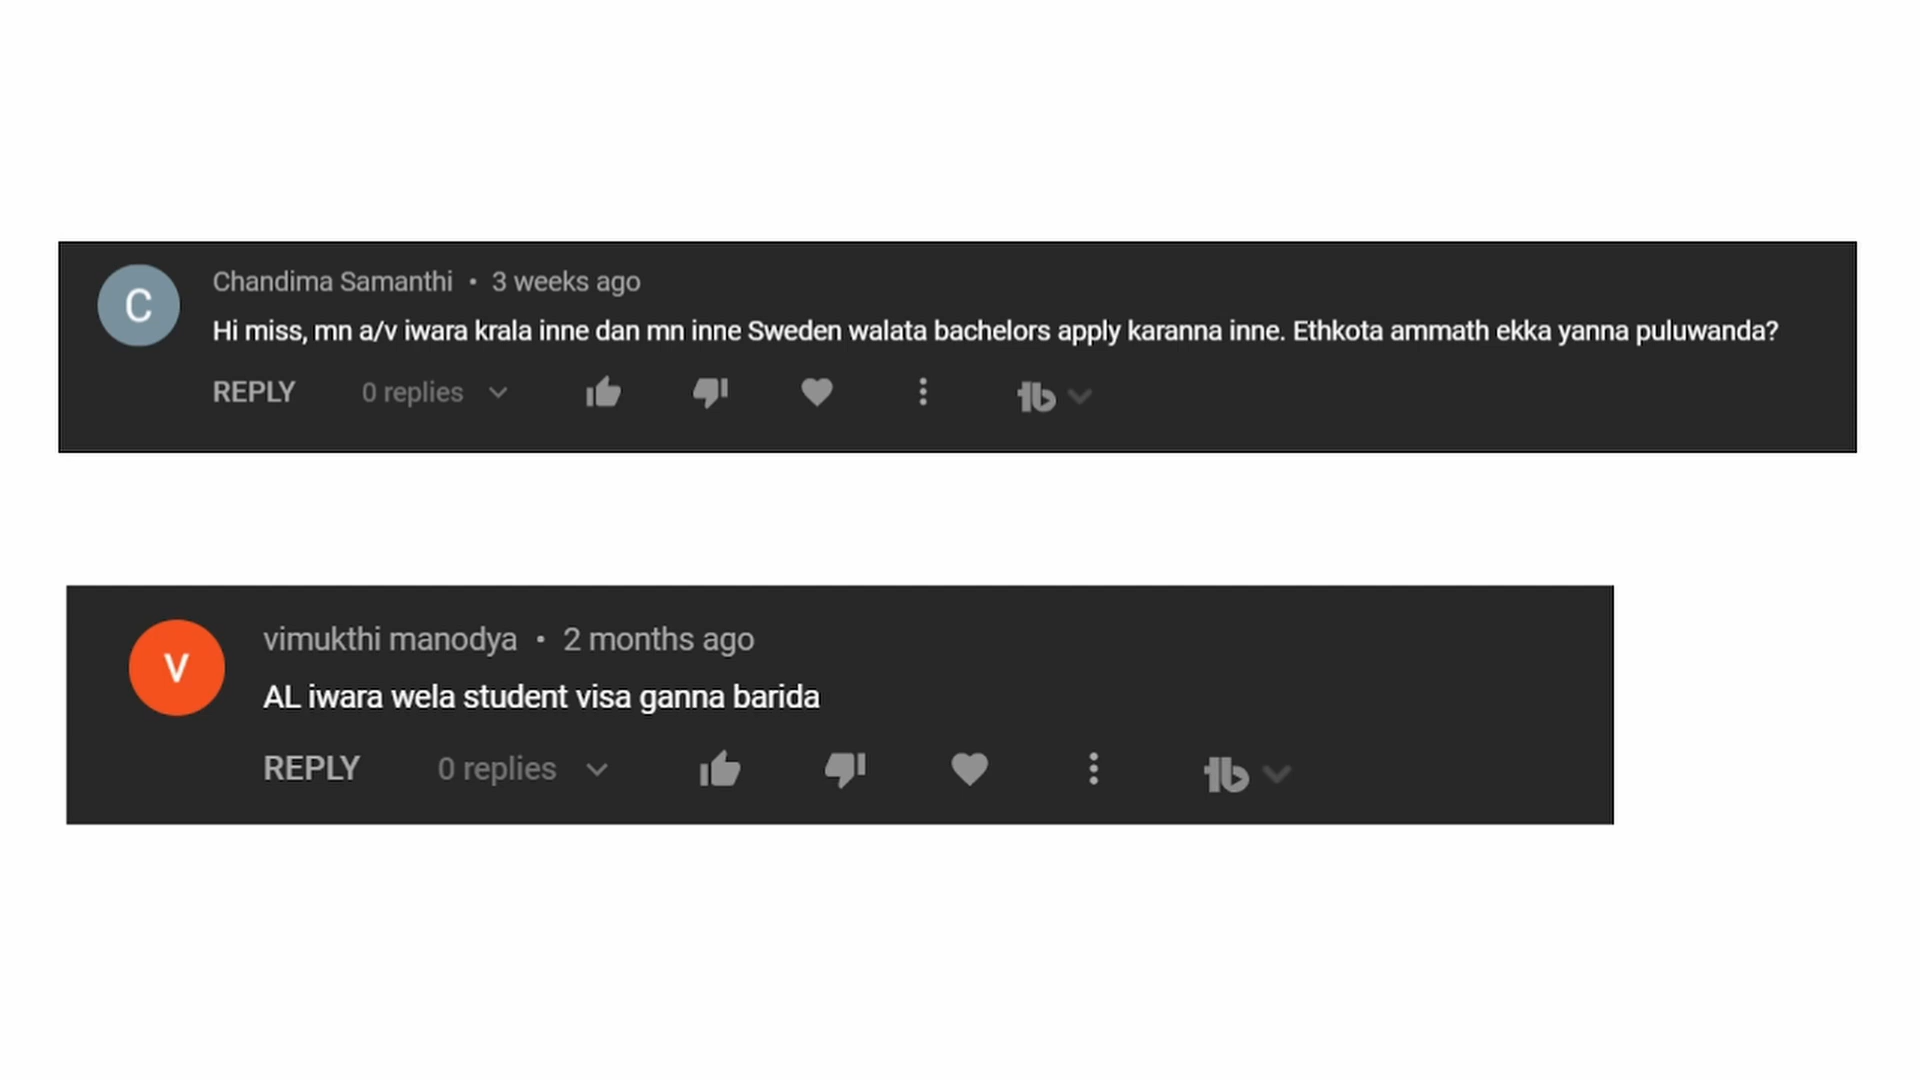 C
Chandima Samanthi • 3 weeks ago
Hi miss, mn a/v iwara krala inne dan mn inne Sweden walata bachelors apply karanna inne. Ethkota ammath ekka yanna puluwanda?
REPLY 0 replies
V
vimukthi manodya • 2 months ago
AL iwara wela student visa ganna barida
REPLY 0 replies